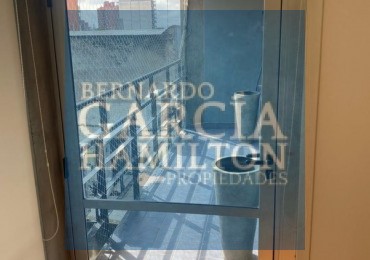 BERNARDO
GARCÍA
HAMILTON
PROPIEDADES